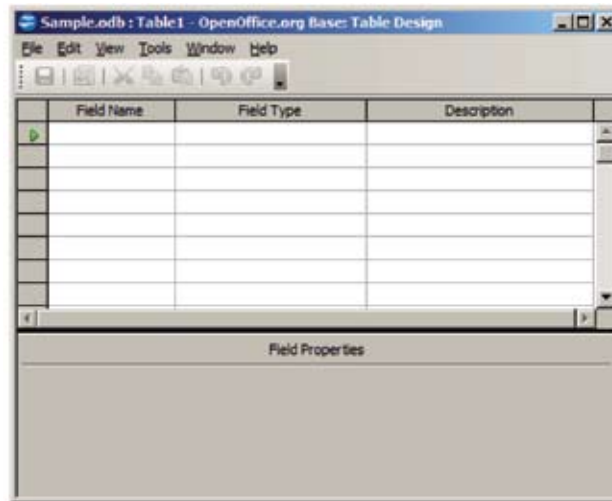 Sample.odb : Table1 - OpenOffice.org Base: Table Design
File Edit View Tools Window Help
Field Name Field Type Description
Field Properties